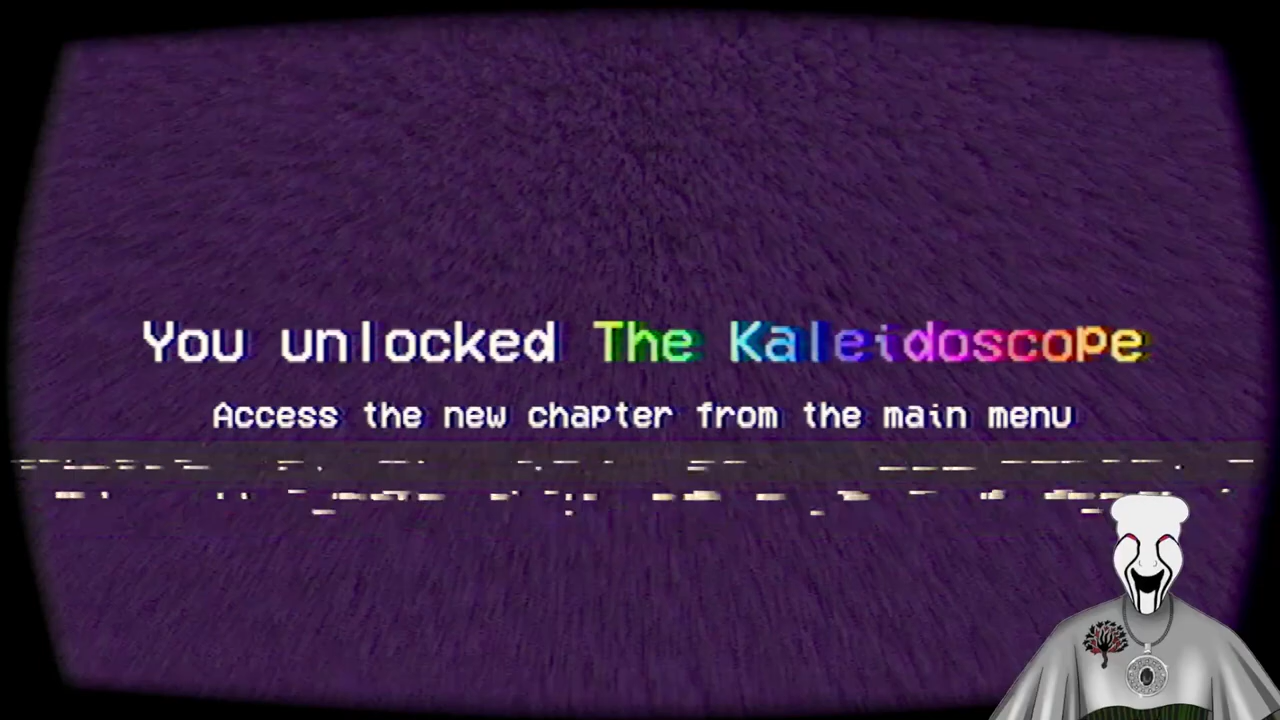 You unlocked The Kaleidoscope
Access the new chapter from the main menu